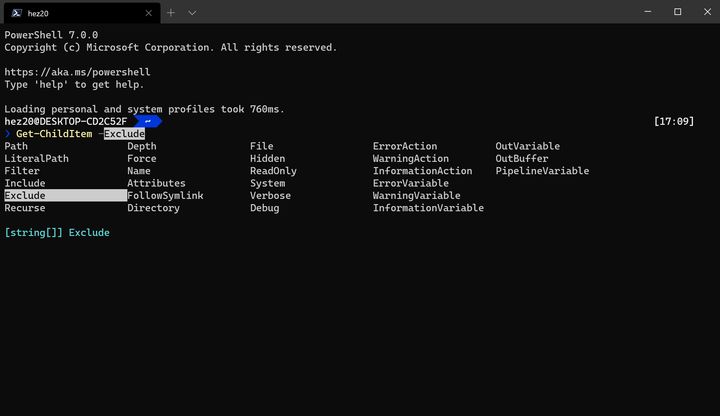 hez20
PowerShell 7.0.0
Copyright (c) Microsoft Corporation. All rights reserved.
https://aka.ms/powershell
Type 'help' to get help.
Loading personal and system profiles took 760ms.
hez20@DESKTOP-CD2C52F ~ [17:09]
❯ Get-ChildItem -Exclude
Path Depth File ErrorAction OutVariable
LiteralPath Force Hidden WarningAction OutBuffer
Filter Name ReadOnly InformationAction PipelineVariable
Include Attributes System ErrorVariable
Exclude FollowSymlink Verbose WarningVariable
Recurse Directory Debug InformationVariable
[string[]] Exclude